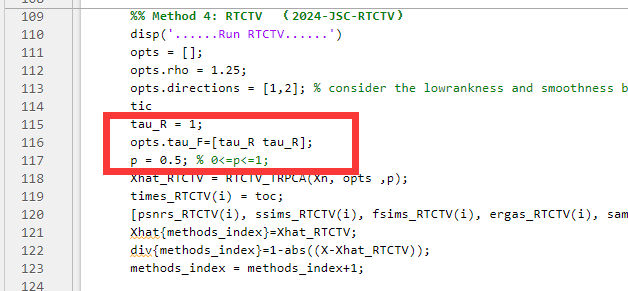 109 %% Method 4: RTCTV （2024-JSC-RTCTV）
110 disp('......Run RTCTV......')
111 opts = [];
112 opts.rho = 1.25;
113 opts.directions = [1,2]; % consider the lowrankness and smoothness b
114 tic
115 tau_R = 1;
116 opts.tau_F=[tau_R tau_R];
117 p = 0.5; % 0<=p<=1;
118 Xhat_RTCTV = RTCTV_TRPCA(Xn, opts ,p);
119 times_RTCTV(i) = toc;
120 [psnrs_RTCTV(i), ssims_RTCTV(i), fsims_RTCTV(i), ergas_RTCTV(i), sam
121 Xhat{methods_index}=Xhat_RTCTV;
122 div{methods_index}=1-abs((X-Xhat_RTCTV));
123 methods_index = methods_index+1;
124